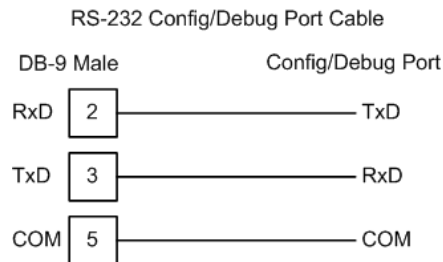 RS-232 Config/Debug Port Cable
DB-9 Male Config/Debug Port
RxD 2 TxD
TxD 3 RxD
COM 5 COM